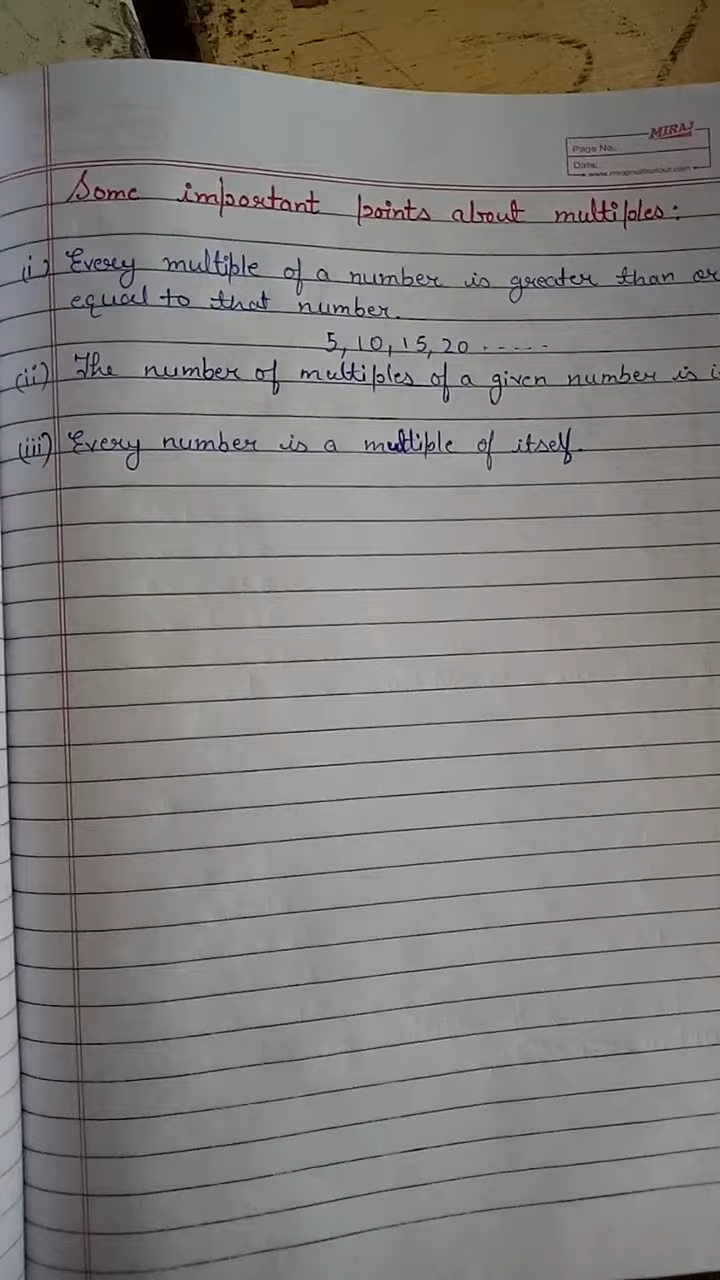 MIRAJ
Page No.
Date:
Some important points about multiples:
(i) Every multiple of a number is greater than or
equal to that number.
5, 10, 15, 20 .....
(ii) The number of multiples of a given number is
(iii) Every number is a multiple of itself.